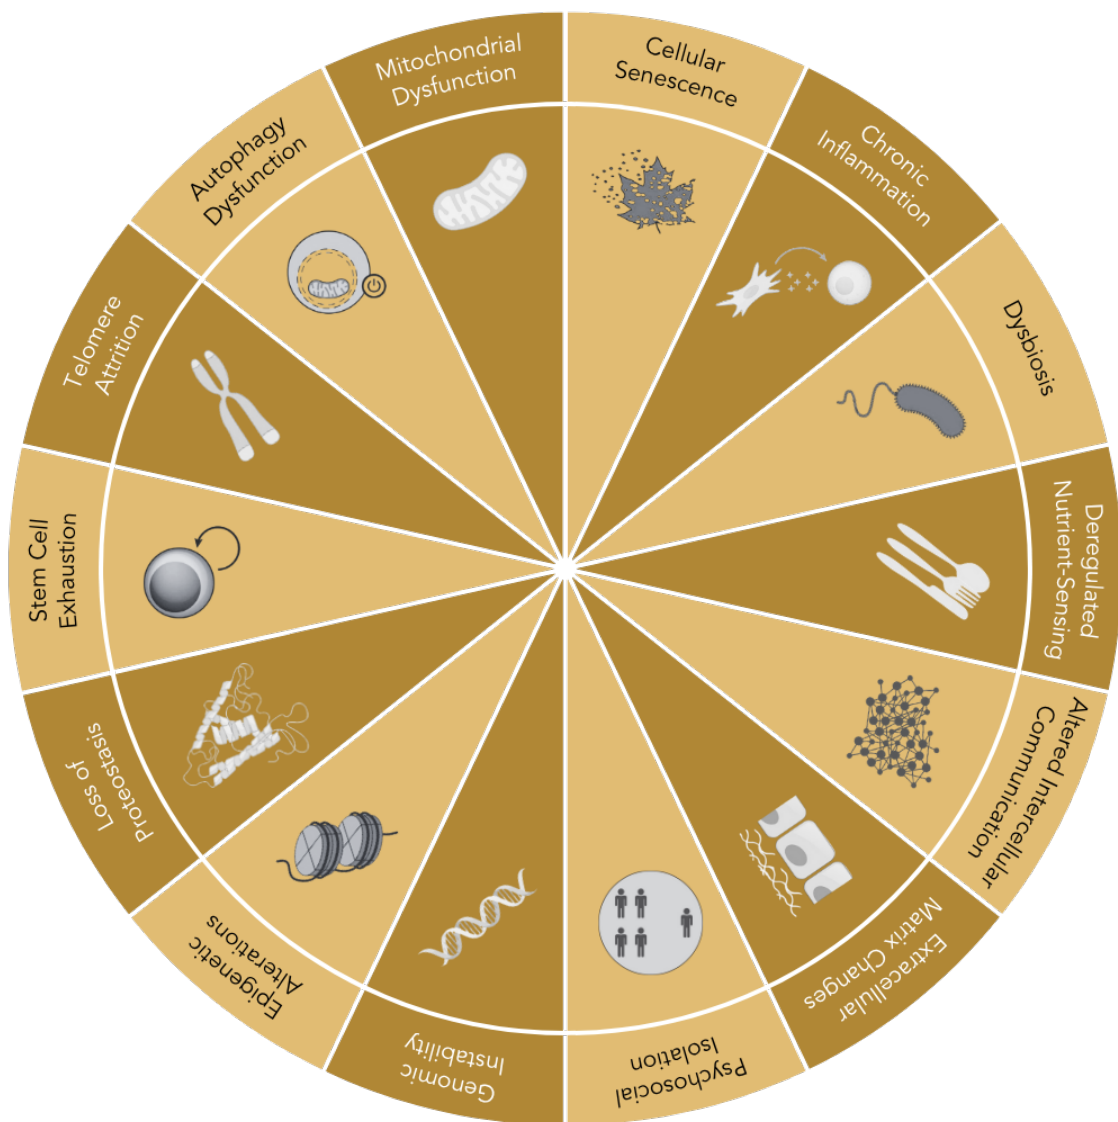 Cellular
Senescence
Chronic
Inflammation
Dysbiosis
Deregulated
Nutrient-Sensing
Altered Intercellular
Communication
Extracellular
Matrix Changes
Psychosocial
Isolation
Genomic
Instability
Epigenetic
Alterations
Loss of
Proteostasis
Stem Cell
Exhaustion
Telomere
Attrition
Autophagy
Dysfunction
Mitochondrial
Dysfunction